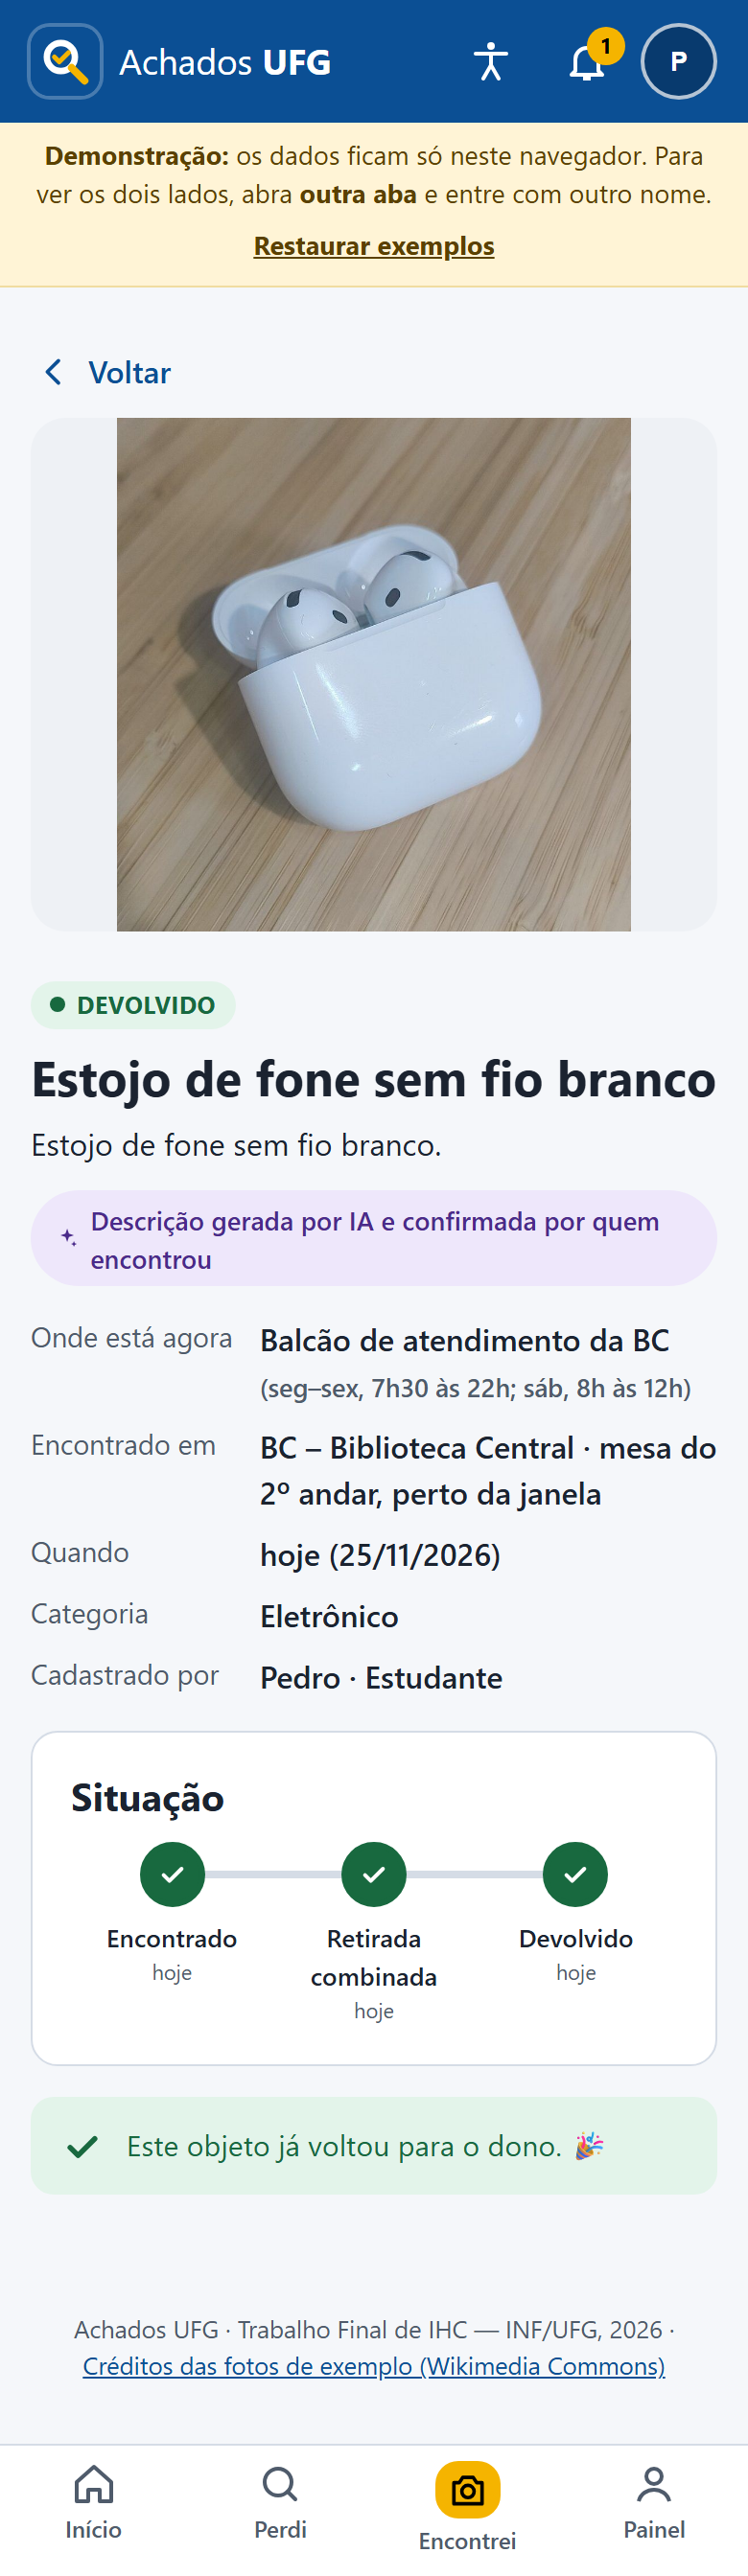 Achados UFG
1
P
Demonstração: os dados ficam só neste navegador. Para
ver os dois lados, abra outra aba e entre com outro nome.
Restaurar exemplos
Voltar
DEVOLVIDO
Estojo de fone sem fio branco
Estojo de fone sem fio branco.
Descrição gerada por IA e confirmada por quem
encontrou
Onde está agora
Balcão de atendimento da BC
(seg–sex, 7h30 às 22h; sáb, 8h às 12h)
Encontrado em
BC – Biblioteca Central · mesa do
2º andar, perto da janela
Quando
hoje (25/11/2026)
Categoria
Eletrônico
Cadastrado por
Pedro · Estudante
Situação
Encontrado
hoje
Retirada
combinada
hoje
Devolvido
hoje
Este objeto já voltou para o dono. 🎉
Achados UFG · Trabalho Final de IHC — INF/UFG, 2026 ·
Créditos das fotos de exemplo (Wikimedia Commons)
Início
Perdi
Encontrei
Painel